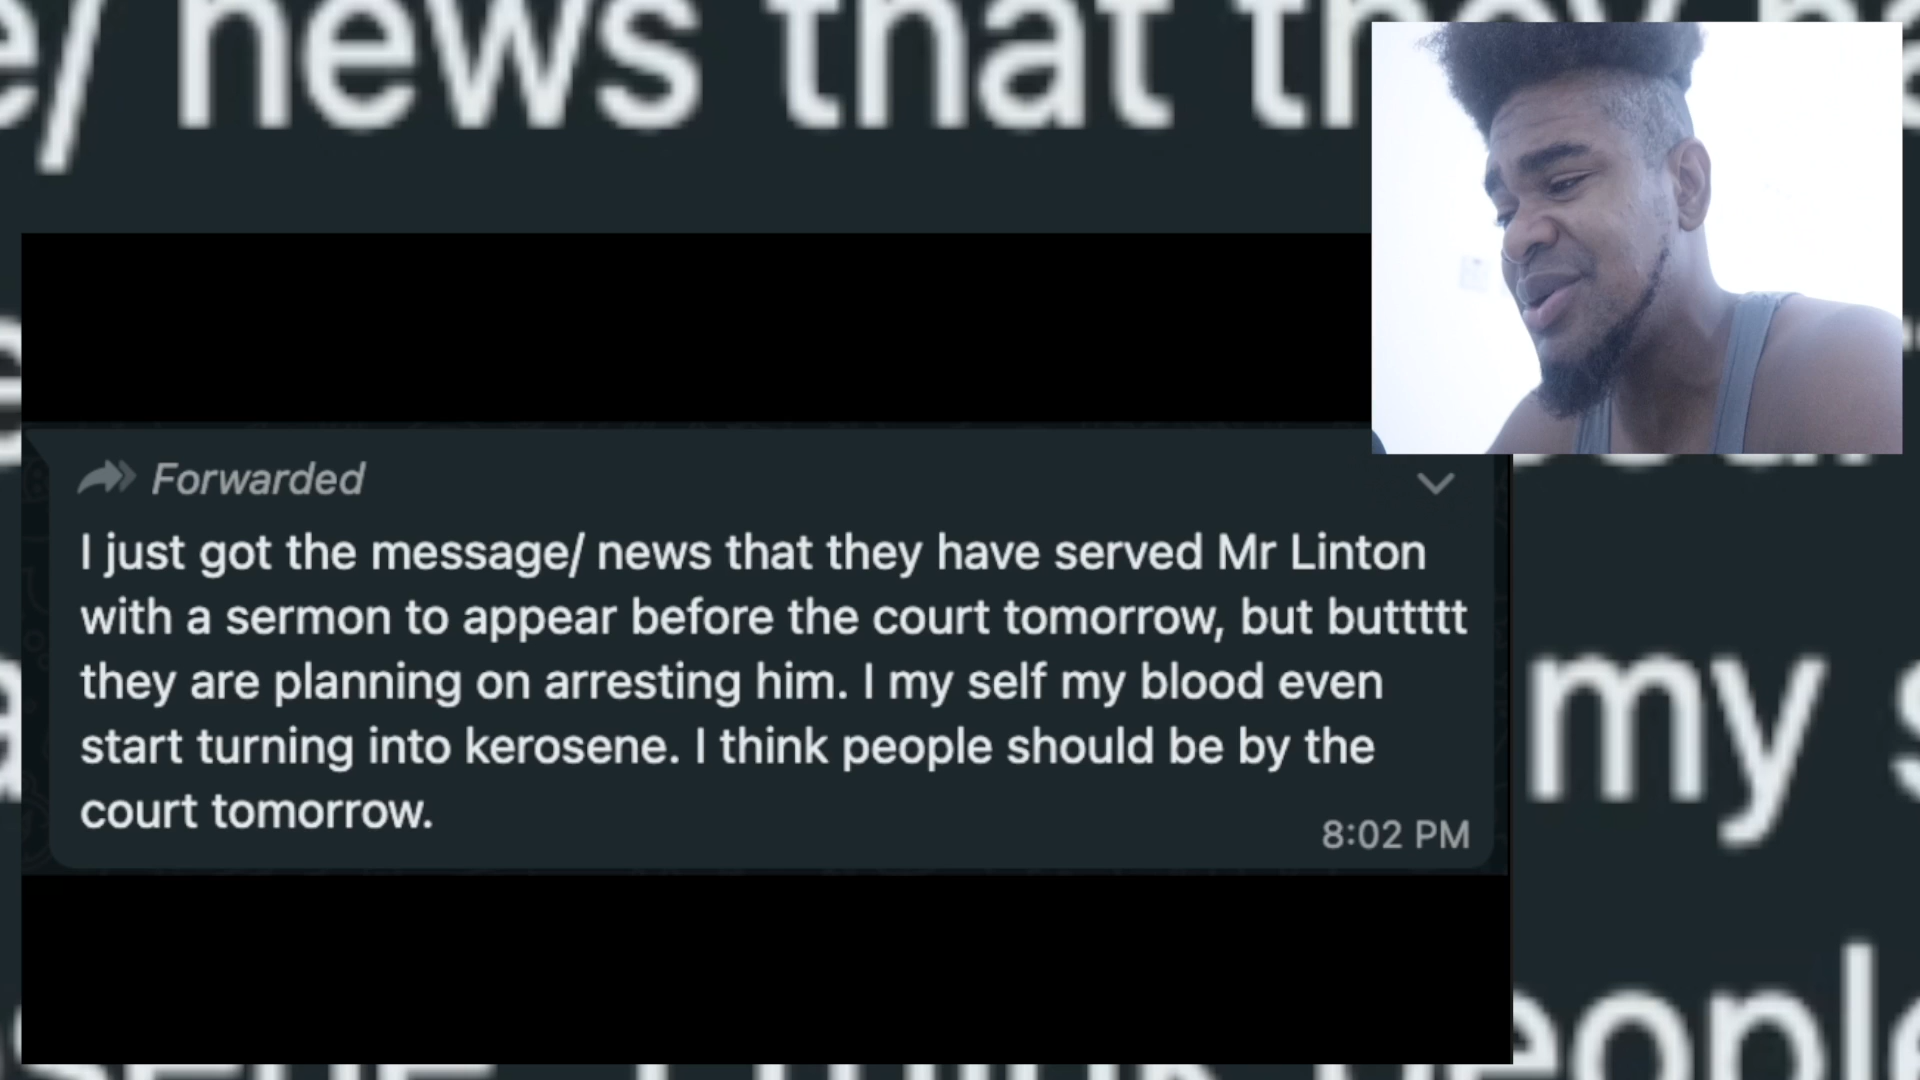 e/ news that they ha
Forwarded
I just got the message/ news that they have served Mr Linton
with a sermon to appear before the court tomorrow, but buttttt
they are planning on arresting him. I my self my blood even
start turning into kerosene. I think people should be by the
court tomorrow.
8:02 PM
my s
people